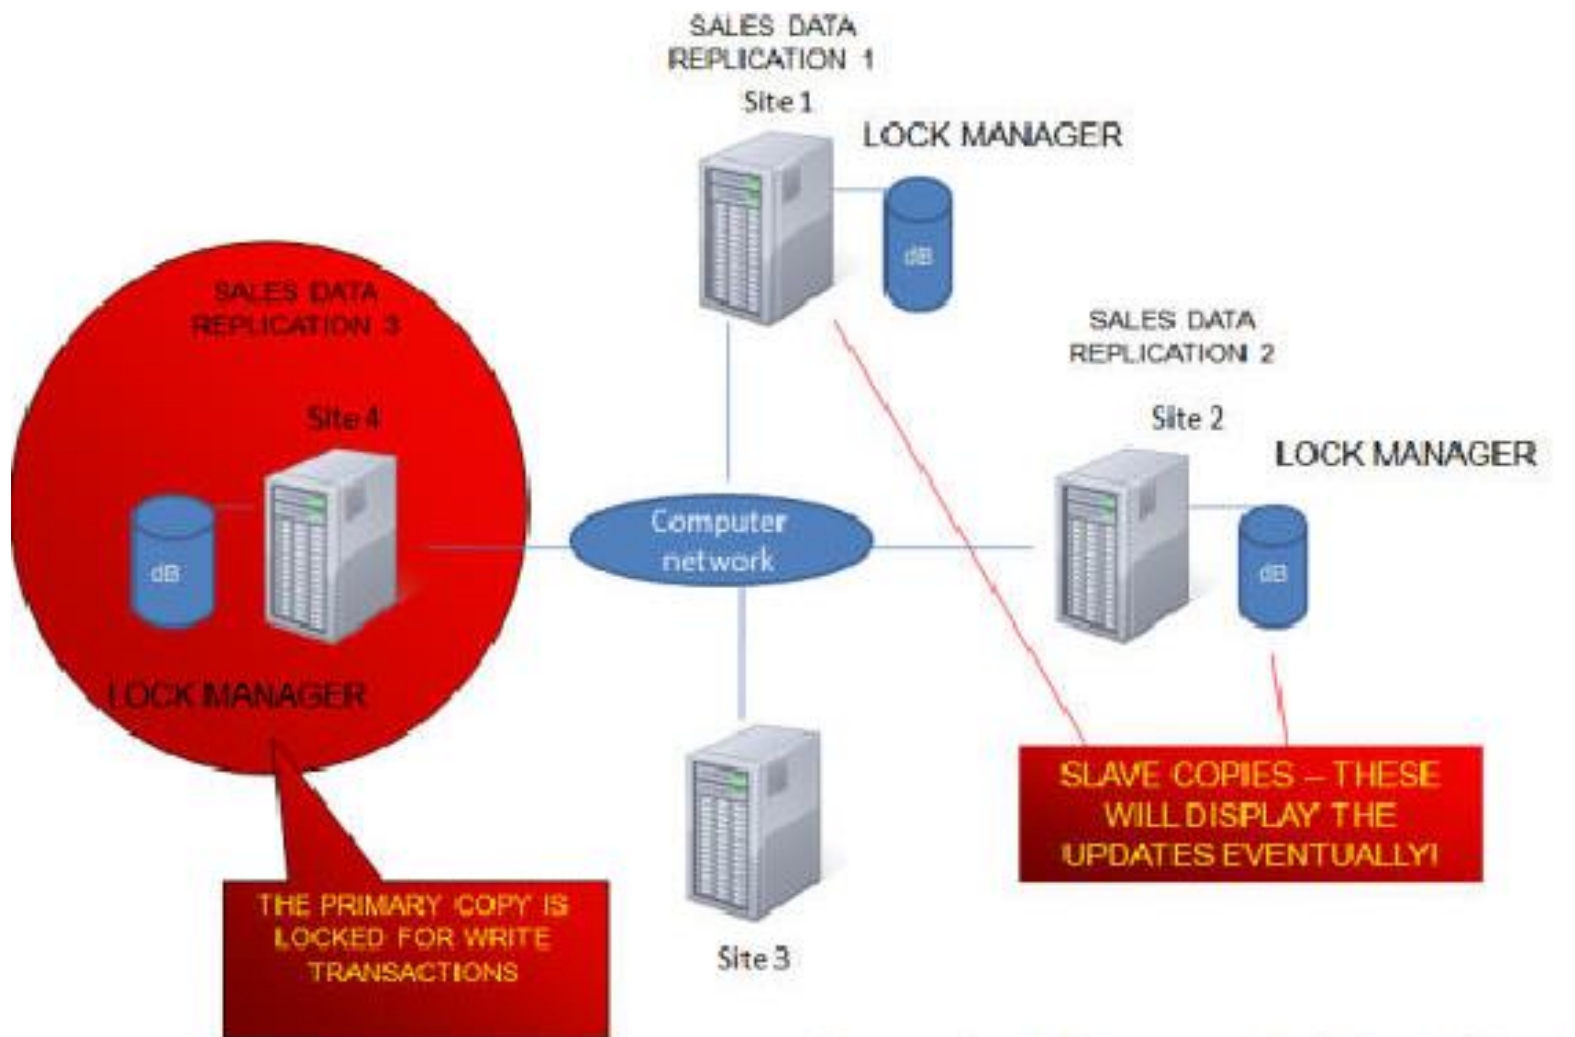 SALES DATA
REPLICATION 1
Site 1
LOCK MANAGER
dB
SALES DATA
REPLICATION 3
Site 4
dB
LOCK MANAGER
SALES DATA
REPLICATION 2
Site 2
LOCK MANAGER
dB
Computer
network
SLAVE COPIES – THESE
WILL DISPLAY THE
UPDATES EVENTUALLY!
THE PRIMARY COPY IS
LOCKED FOR WRITE
TRANSACTIONS
Site 3